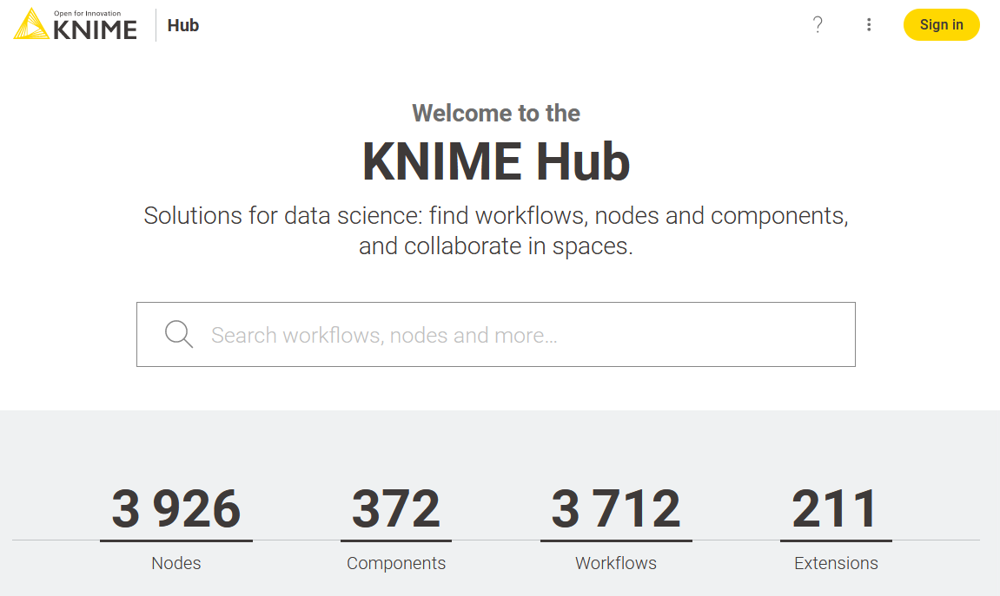 Open for Innovation
KNIME
Hub
?
Sign in
Welcome to the
KNIME Hub
Solutions for data science: find workflows, nodes and components,
and collaborate in spaces.
Search workflows, nodes and more...
3 926
372
3 712
211
Nodes
Components
Workflows
Extensions